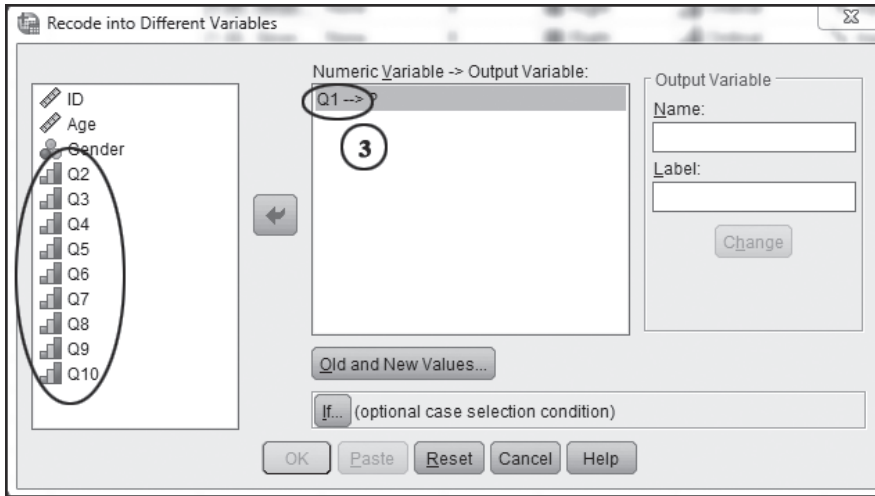 Recode into Different Variables
ID
Age
Gender
Q2
Q3
Q4
Q5
Q6
Q7
Q8
Q9
Q10
Numeric Variable -> Output Variable:
Q1 --> ?
3
Output Variable
Name:
Label:
Change
Old and New Values...
If... (optional case selection condition)
OK
Paste
Reset
Cancel
Help